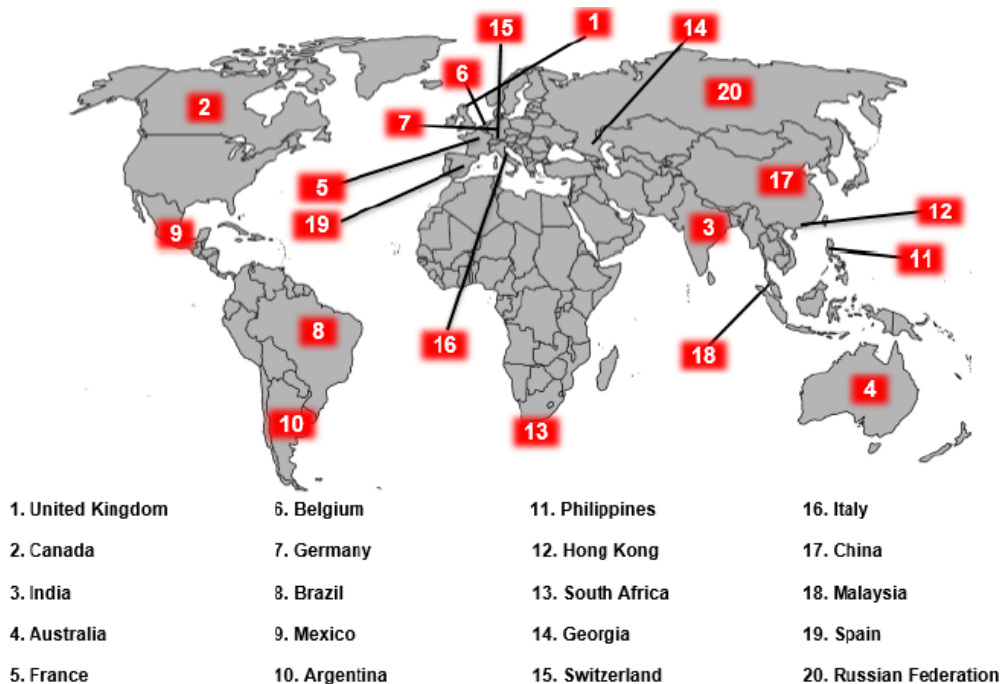 15
1
14
6
20
2
7
17
5
19
3
12
9
11
8
16
18
4
10
13
1. United Kingdom
2. Canada
3. India
4. Australia
5. France
6. Belgium
7. Germany
8. Brazil
9. Mexico
10. Argentina
11. Philippines
12. Hong Kong
13. South Africa
14. Georgia
15. Switzerland
16. Italy
17. China
18. Malaysia
19. Spain
20. Russian Federation